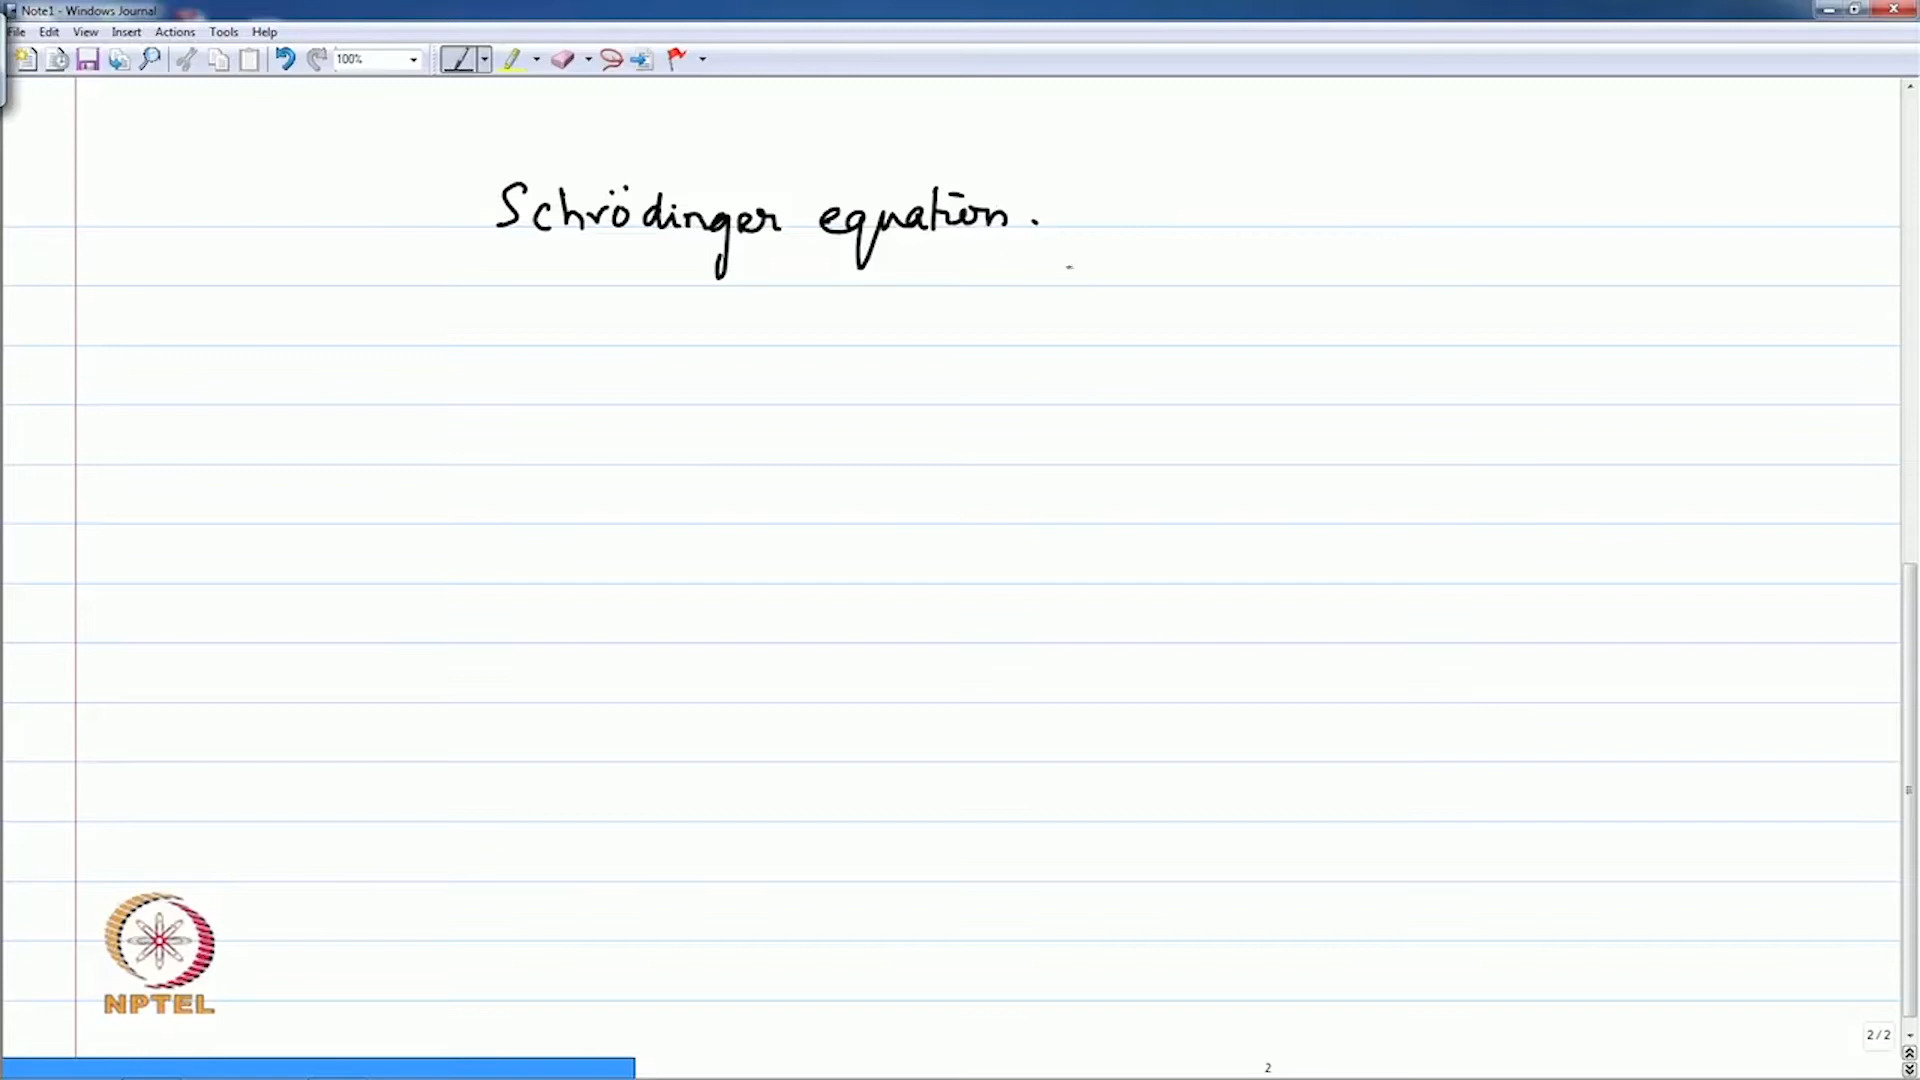 Note1 - Windows Journal
File Edit View Insert Actions Tools Help
100%
Schrödinger equation.
NPTEL
2 / 2
2